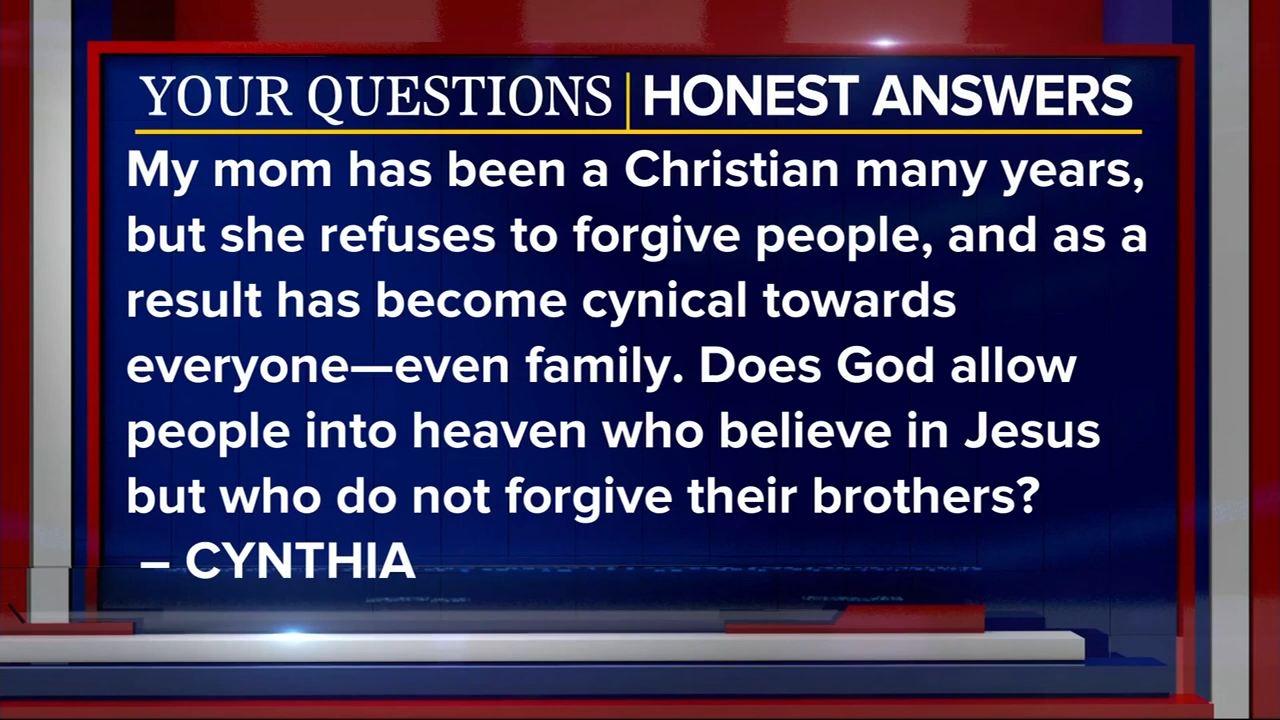 YOUR QUESTIONS | HONEST ANSWERS
My mom has been a Christian many years,
but she refuses to forgive people, and as a
result has become cynical towards
everyone—even family. Does God allow
people into heaven who believe in Jesus
but who do not forgive their brothers?
– CYNTHIA